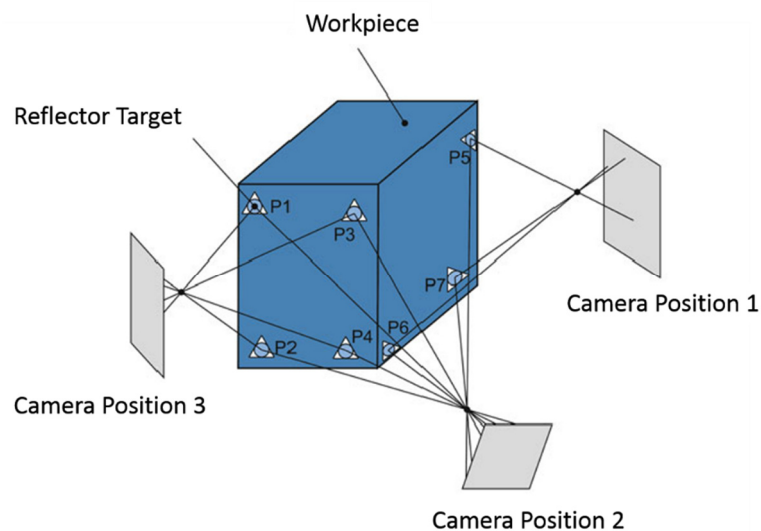 Workpiece
Reflector Target
P5
P1
P3
P7
Camera Position 1
P6
P4
P2
Camera Position 3
Camera Position 2